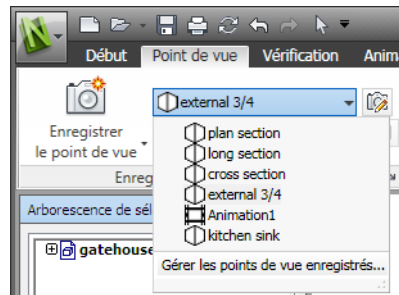 Début Point de vue Vérification Anim
external 3/4
Enregistrer
le point de vue
plan section
long section
cross section
external 3/4
Animation1
kitchen sink
Enreg
Arborescence de sél
gatehouse
Gérer les points de vue enregistrés...